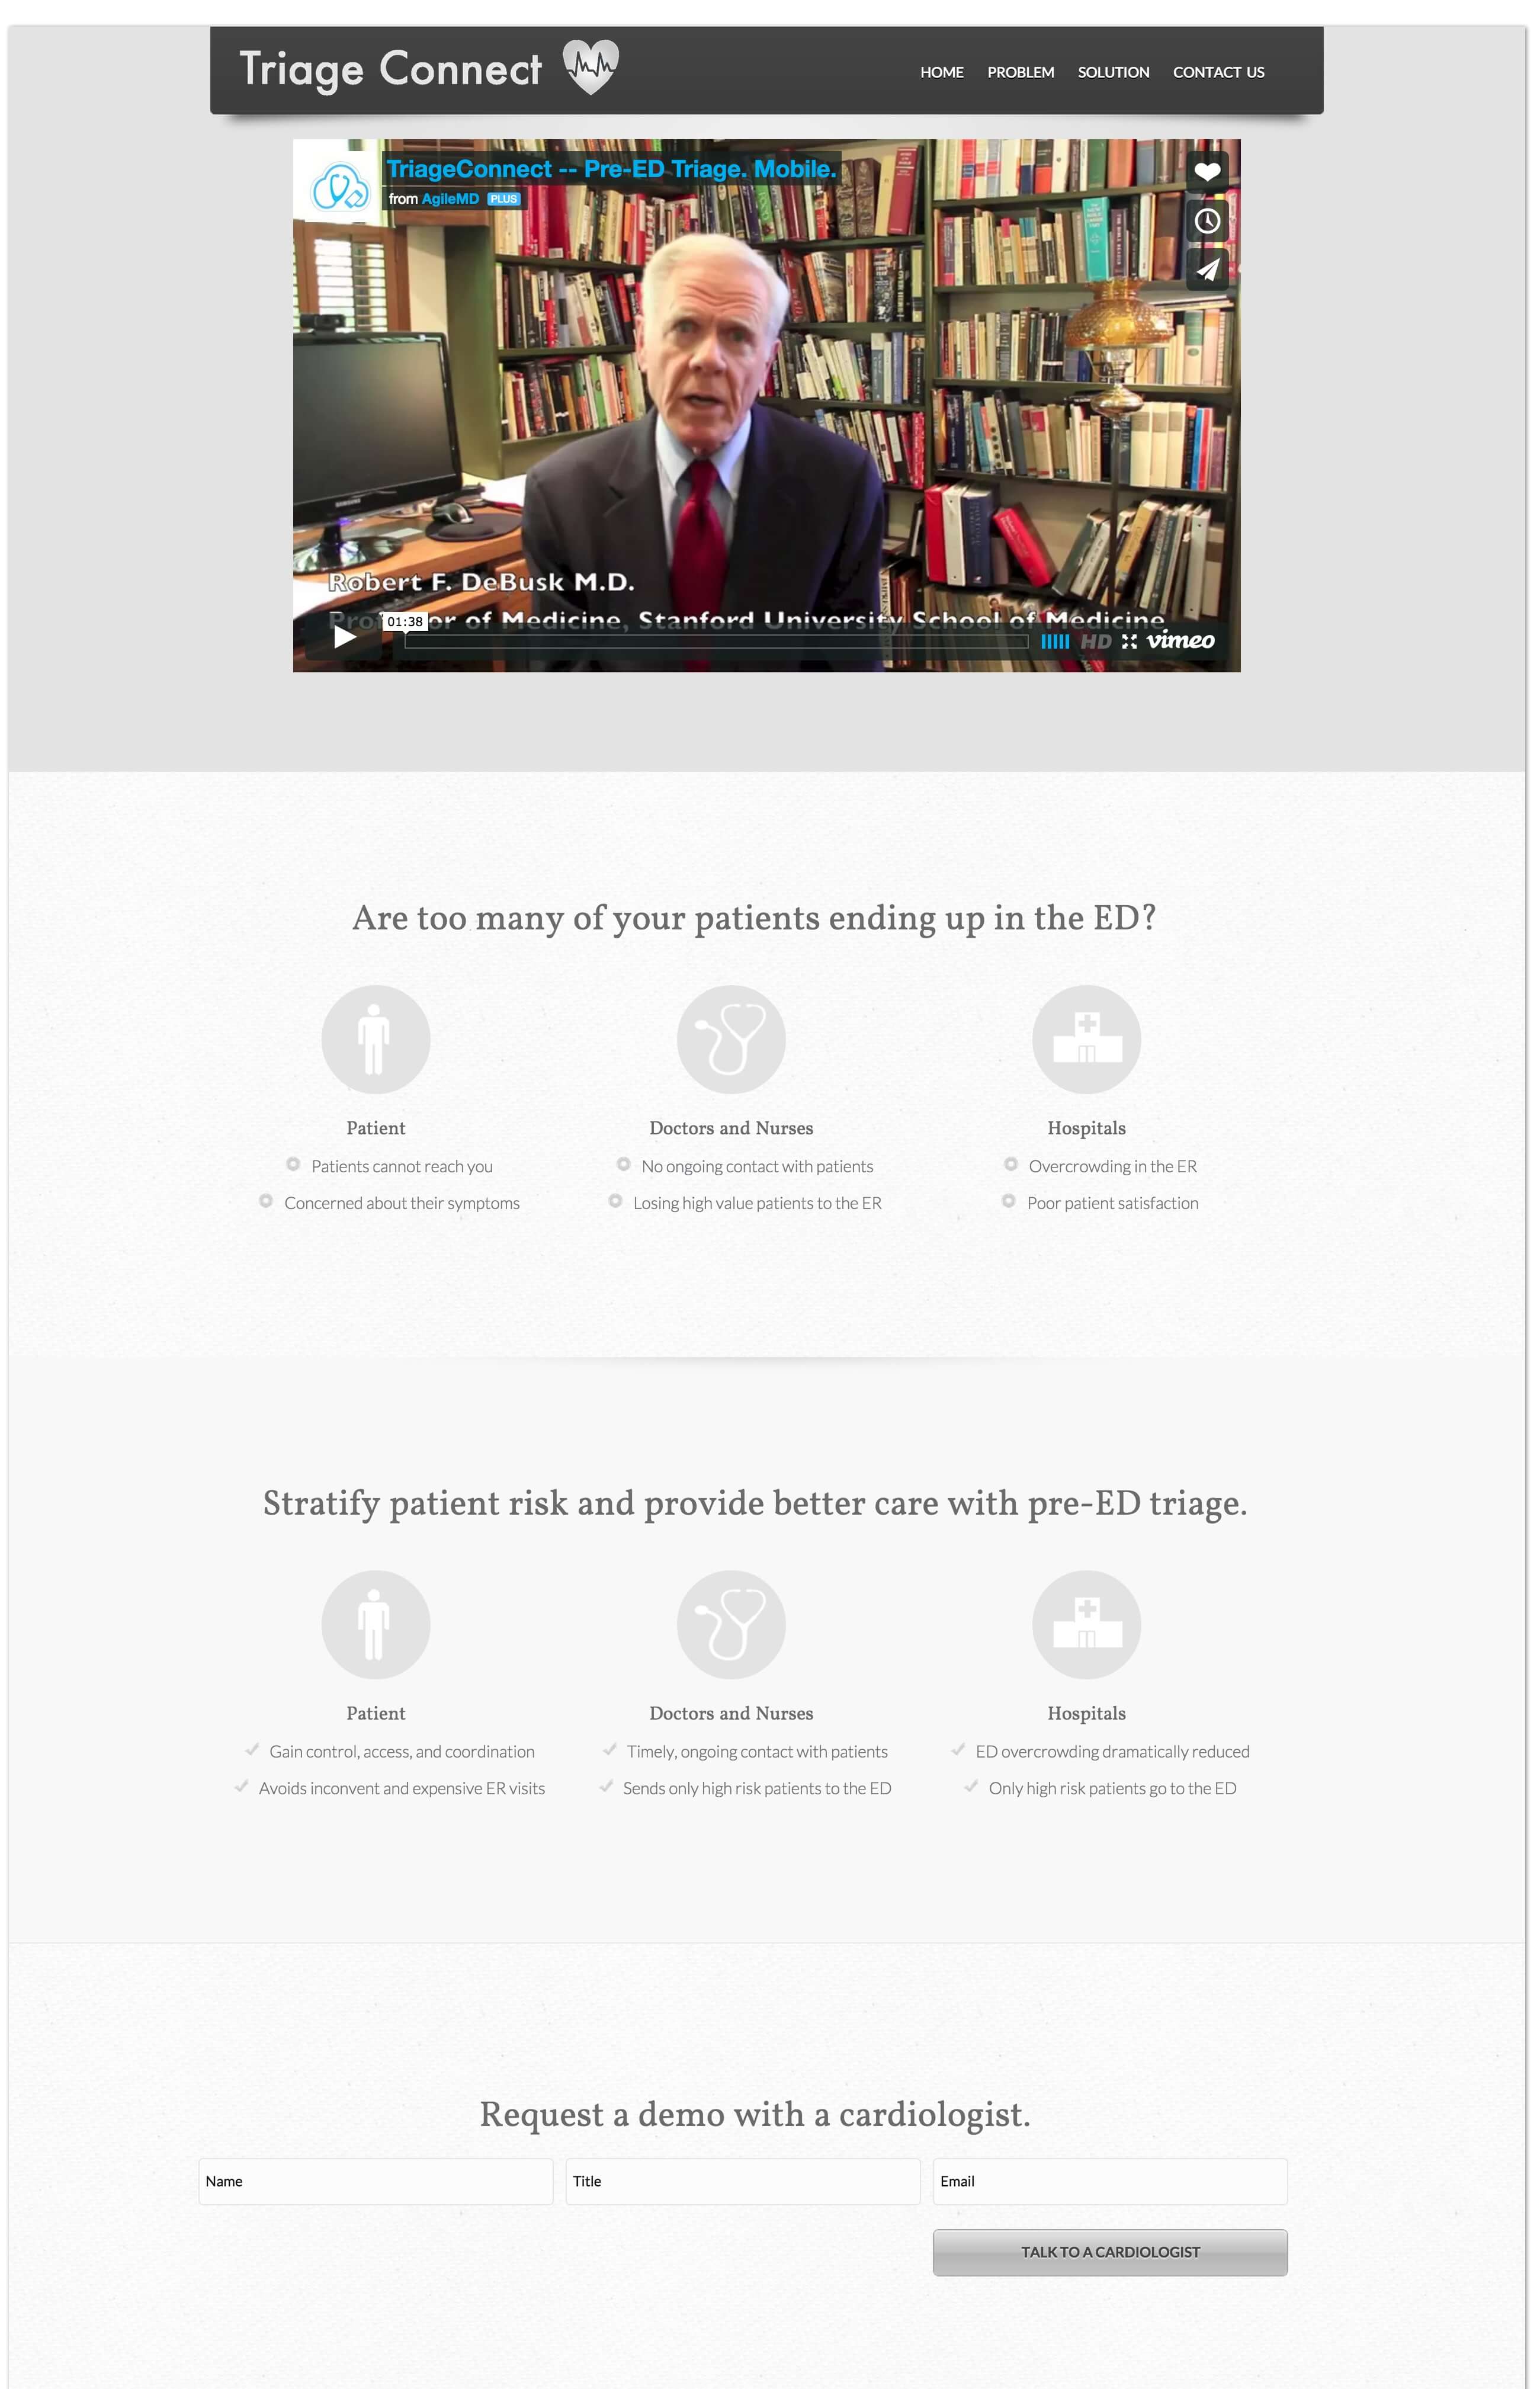 Triage Connect
HOME PROBLEM SOLUTION CONTACT US
TriageConnect -- Pre-ED Triage. Mobile.
from AgileMD PLUS
SAMSUNG
Robert F. DeBusk M.D.
Professor of Medicine, Stanford University School of Medicine
01:38
HD vimeo
Are too many of your patients ending up in the ED?
Patient
Patients cannot reach you
Concerned about their symptoms
Doctors and Nurses
No ongoing contact with patients
Losing high value patients to the ER
Hospitals
Overcrowding in the ER
Poor patient satisfaction
Stratify patient risk and provide better care with pre-ED triage.
Patient
Gain control, access, and coordination
Avoids inconvent and expensive ER visits
Doctors and Nurses
Timely, ongoing contact with patients
Sends only high risk patients to the ED
Hospitals
ED overcrowding dramatically reduced
Only high risk patients go to the ED
Request a demo with a cardiologist.
Name
Title
Email
TALK TO A CARDIOLOGIST